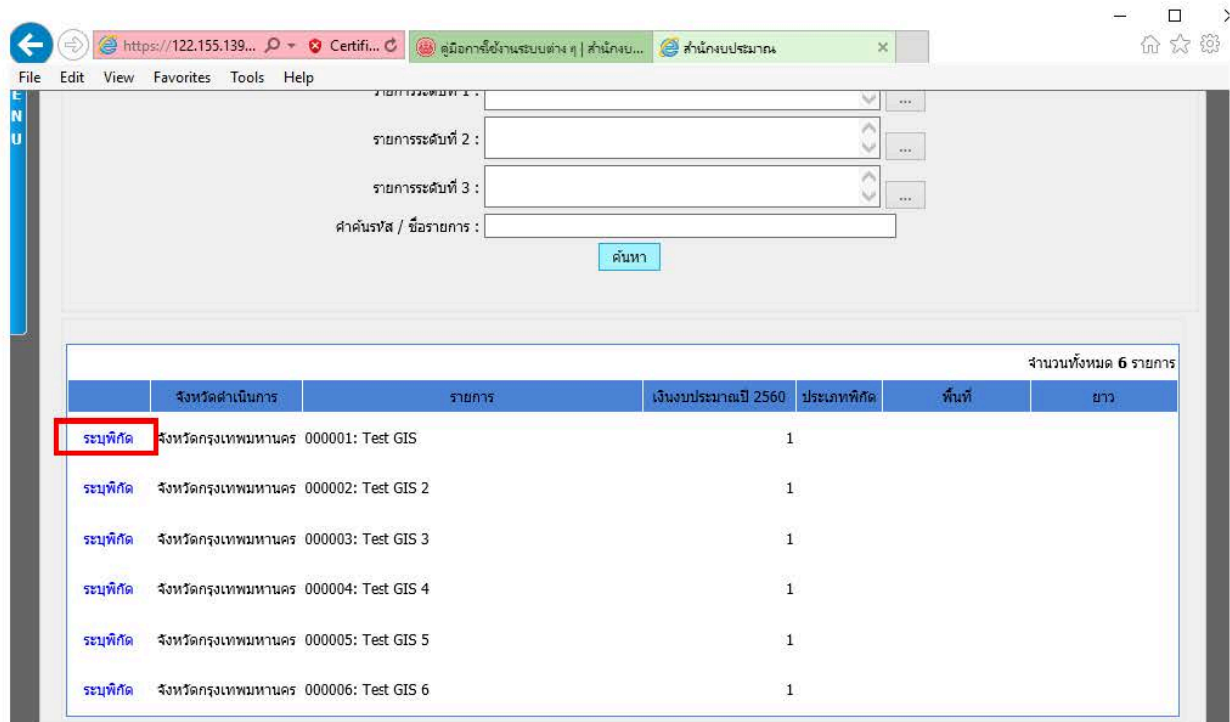 https://122.155.139... Certifi... คู่มือการใช้งานระบบต่าง ๆ | สำนักงบ... สำนักงบประมาณ
File Edit View Favorites Tools Help
E
N
U
รายการระดับที่ 1 : ...
รายการระดับที่ 2 : ...
รายการระดับที่ 3 : ...
คำค้นรหัส / ชื่อรายการ :
ค้นหา
จำนวนทั้งหมด 6 รายการ
จังหวัดดำเนินการ รายการ เงินงบประมาณปี 2560 ประเภทพิกัด พื้นที่ ยาว
ระบุพิกัด จังหวัดกรุงเทพมหานคร 000001: Test GIS 1
ระบุพิกัด จังหวัดกรุงเทพมหานคร 000002: Test GIS 2 1
ระบุพิกัด จังหวัดกรุงเทพมหานคร 000003: Test GIS 3 1
ระบุพิกัด จังหวัดกรุงเทพมหานคร 000004: Test GIS 4 1
ระบุพิกัด จังหวัดกรุงเทพมหานคร 000005: Test GIS 5 1
ระบุพิกัด จังหวัดกรุงเทพมหานคร 000006: Test GIS 6 1